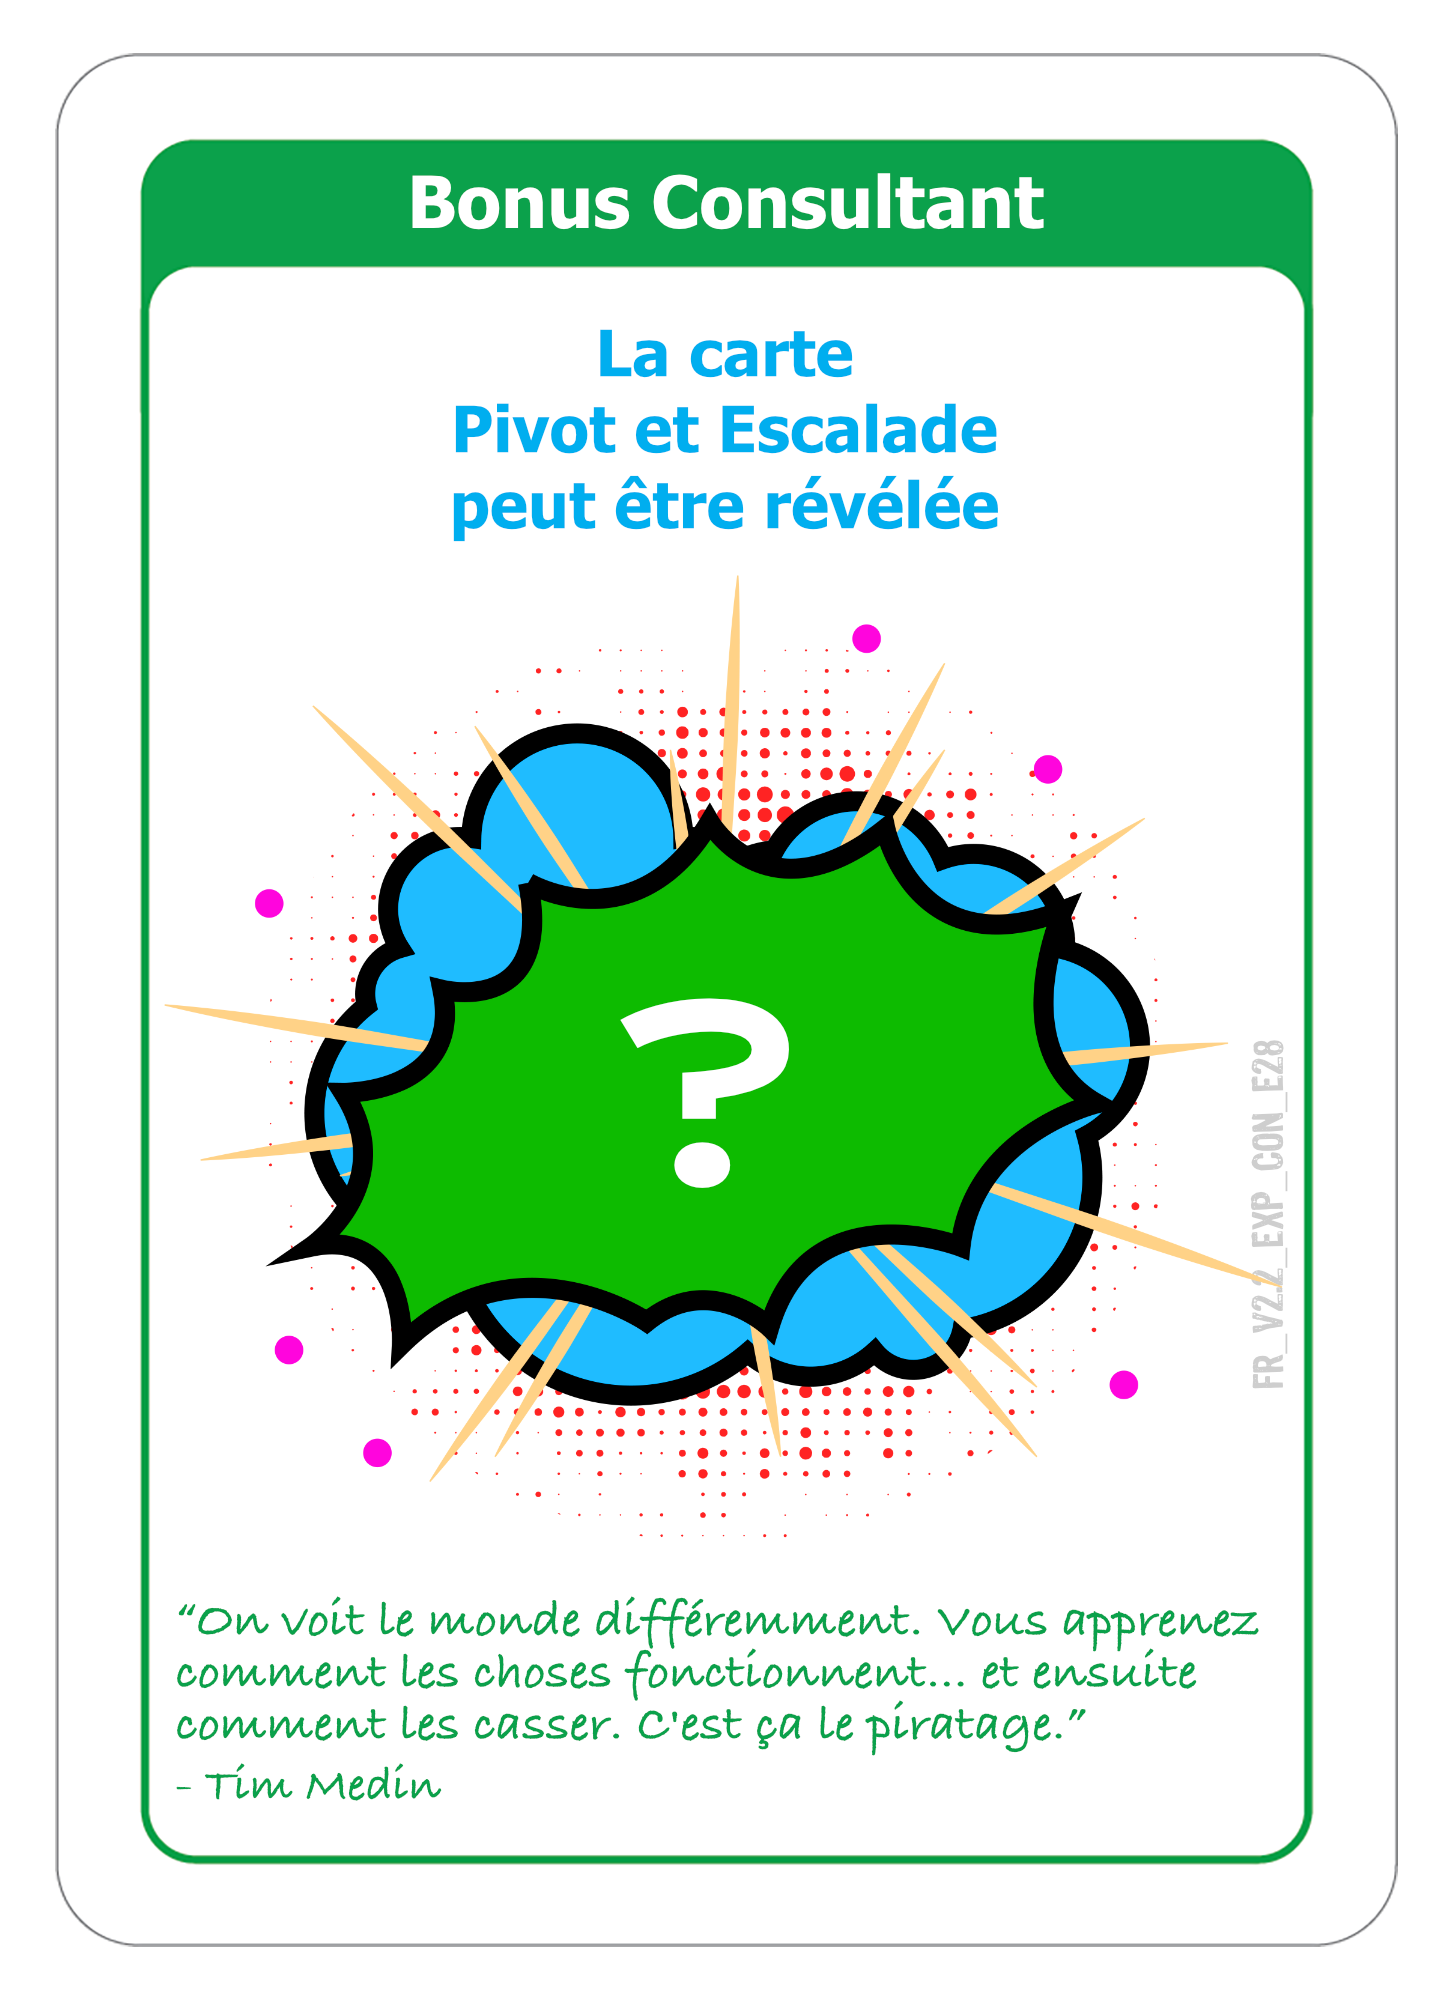 Bonus Consultant
La carte
Pivot et Escalade
peut être révélée
?
FR_V2.2_EXP_CON_E28
“On voit le monde différemment. Vous apprenez
comment les choses fonctionnent... et ensuite
comment les casser. C'est ça le piratage.”
- Tim Medin